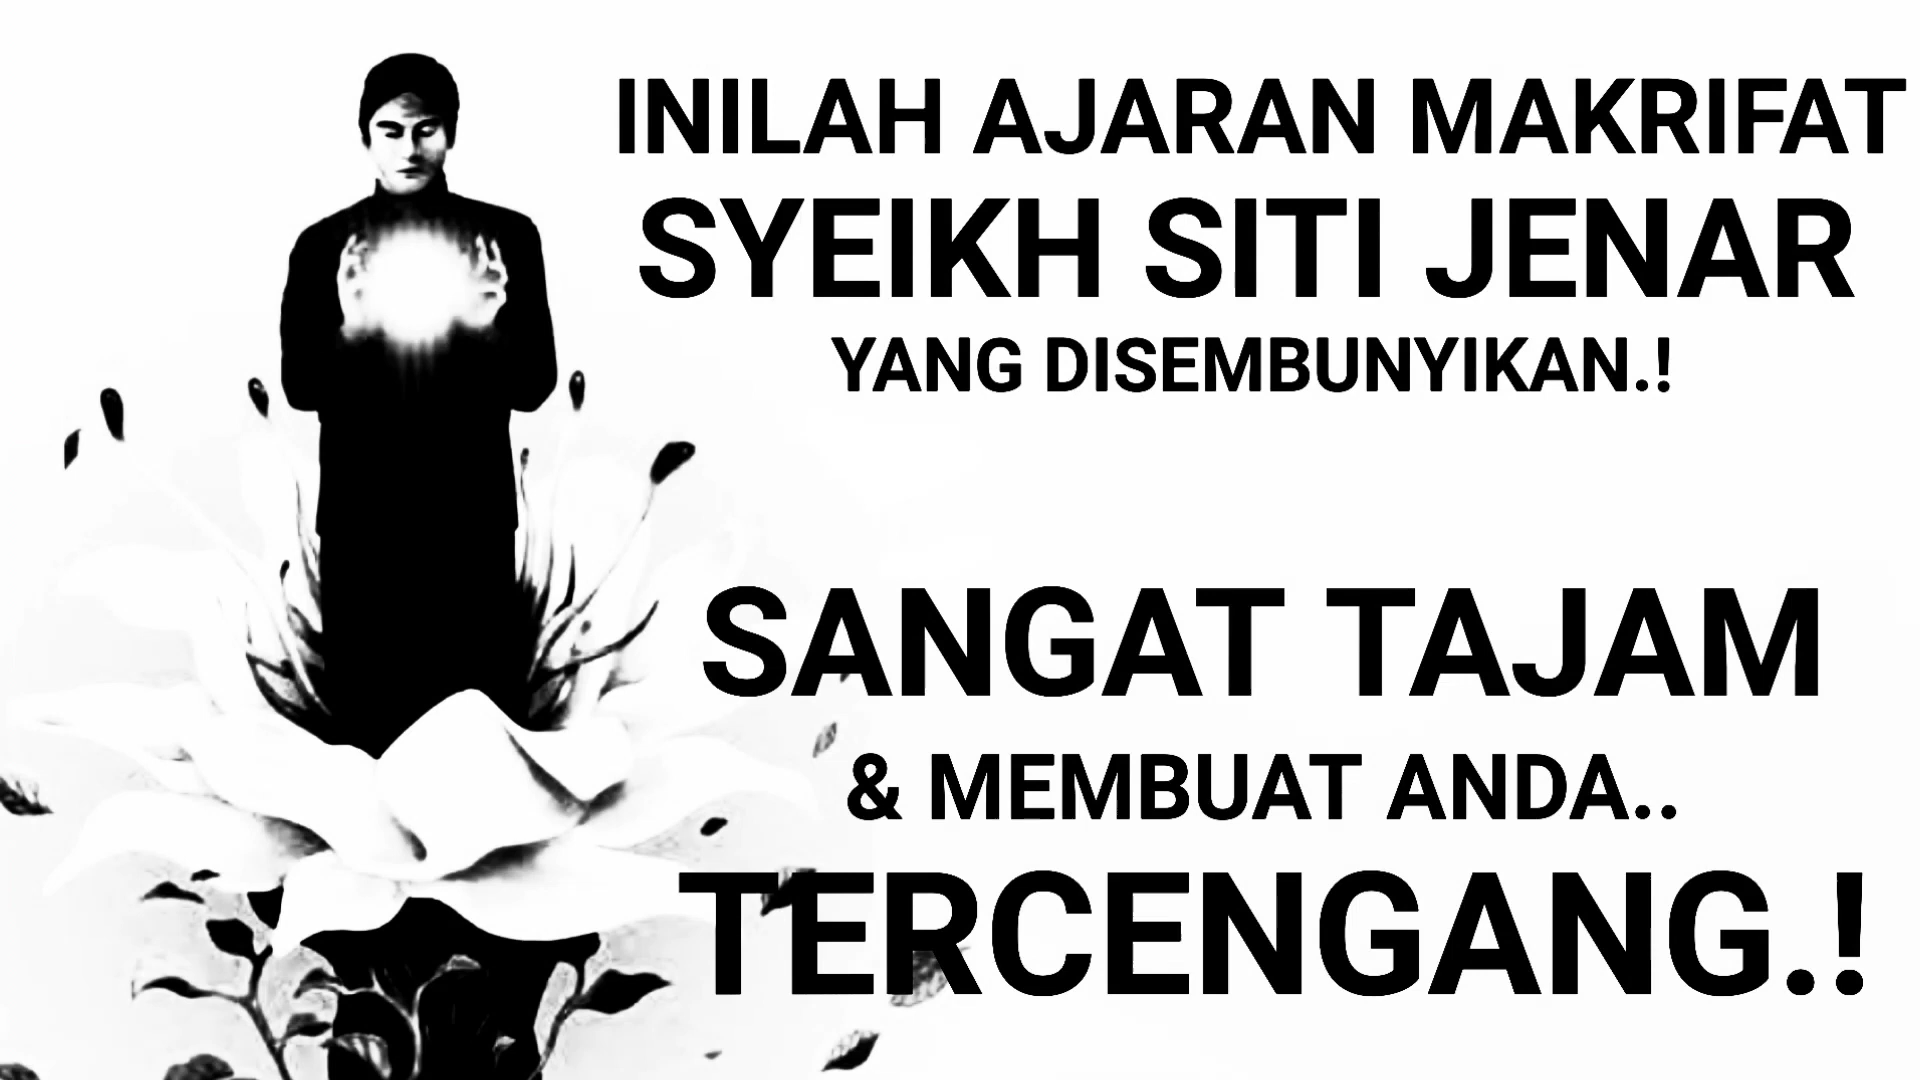 INILAH AJARAN MAKRIFAT
SYEIKH SITI JENAR
YANG DISEMBUNYIKAN.!
SANGAT TAJAM
& MEMBUAT ANDA..
TERCENGANG.!